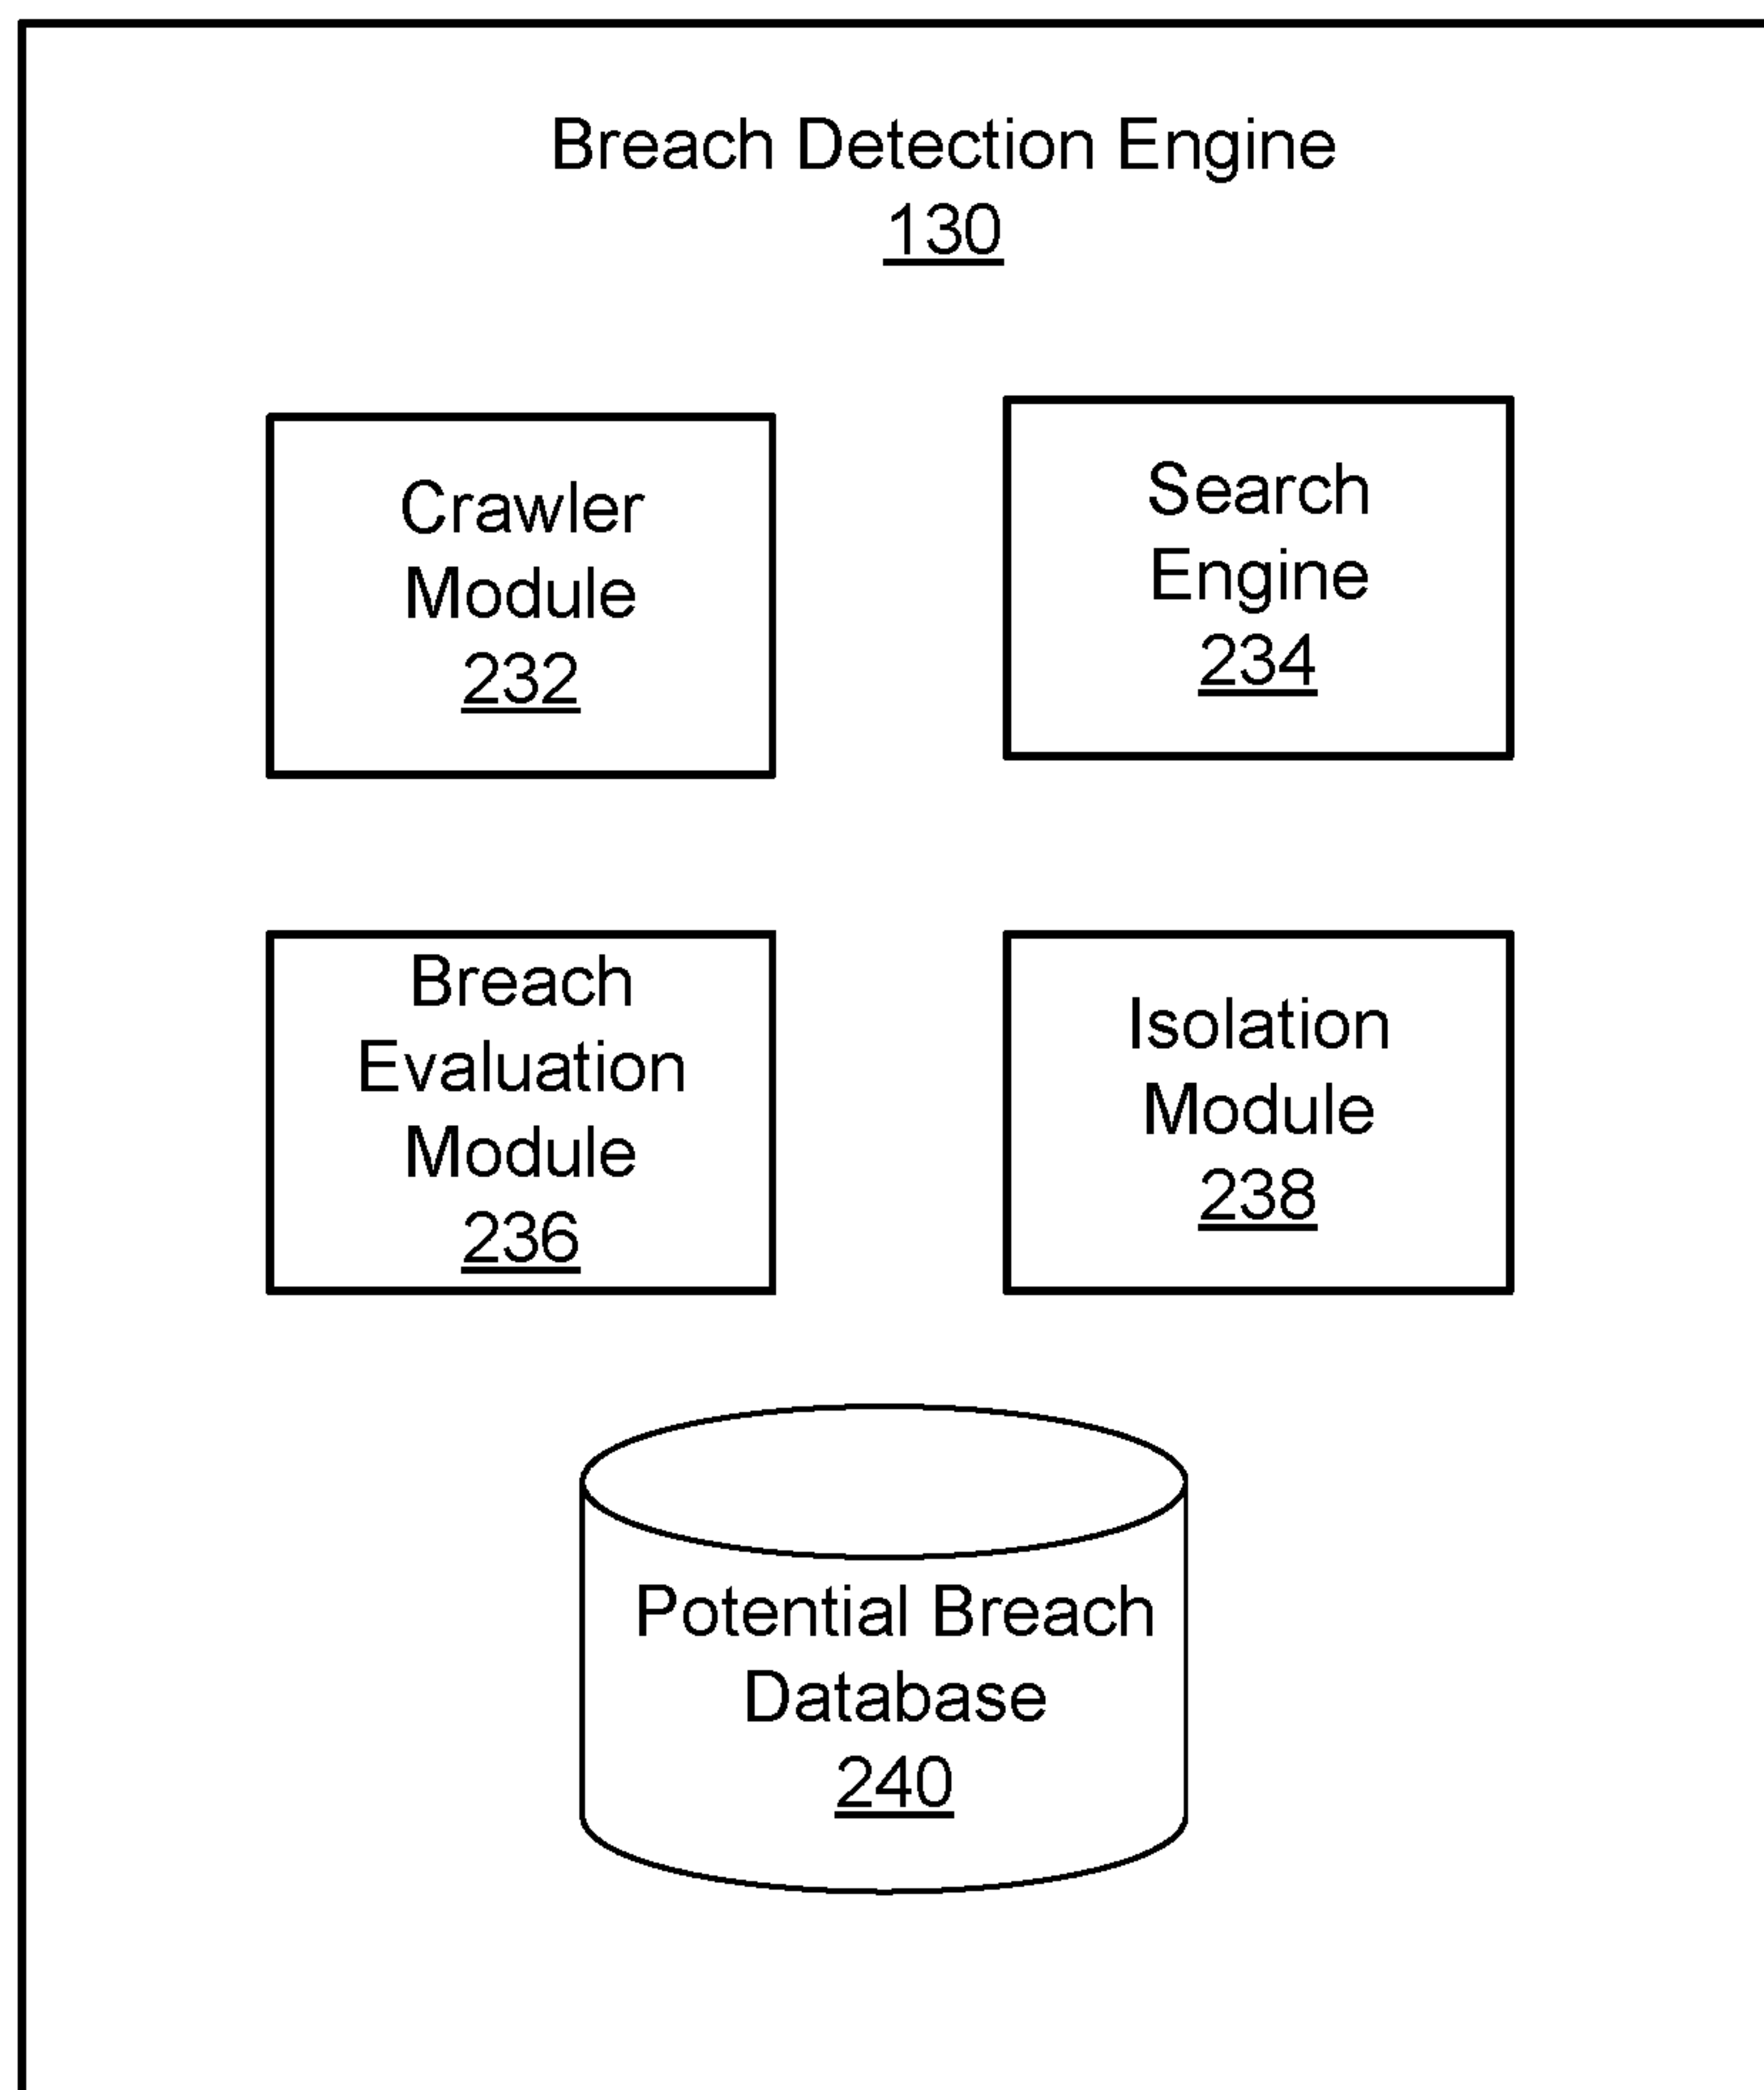 Breach Detection Engine
130
Crawler
Module
232
Search
Engine
234
Breach
Evaluation
Module
236
Isolation
Module
238
Potential Breach
Database
240